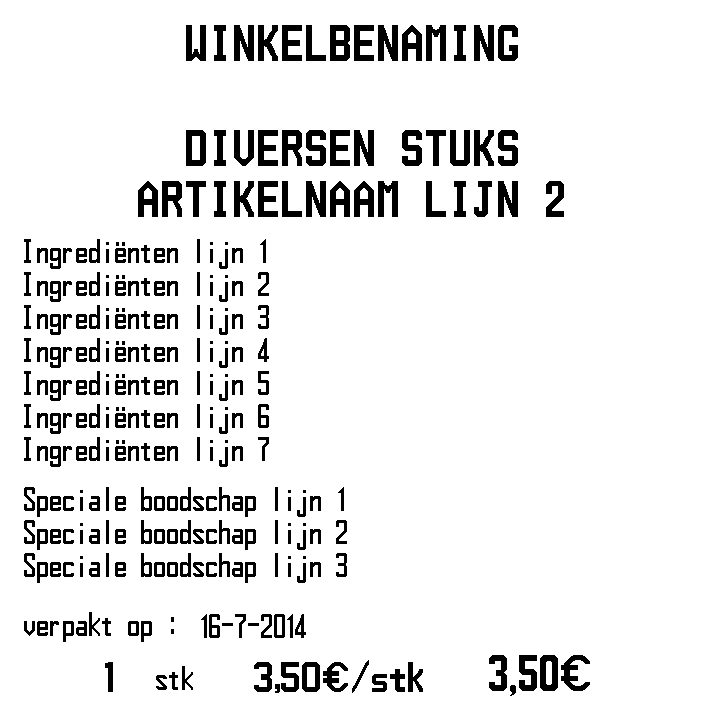 WINKELBENAMING
DIVERSEN STUKS
ARTIKELNAAM LIJN 2
Ingrediënten lijn 1
Ingrediënten lijn 2
Ingrediënten lijn 3
Ingrediënten lijn 4
Ingrediënten lijn 5
Ingrediënten lijn 6
Ingrediënten lijn 7
Speciale boodschap lijn 1
Speciale boodschap lijn 2
Speciale boodschap lijn 3
verpakt op : 16-7-2014
1 stk 3,50€/stk 3,50€